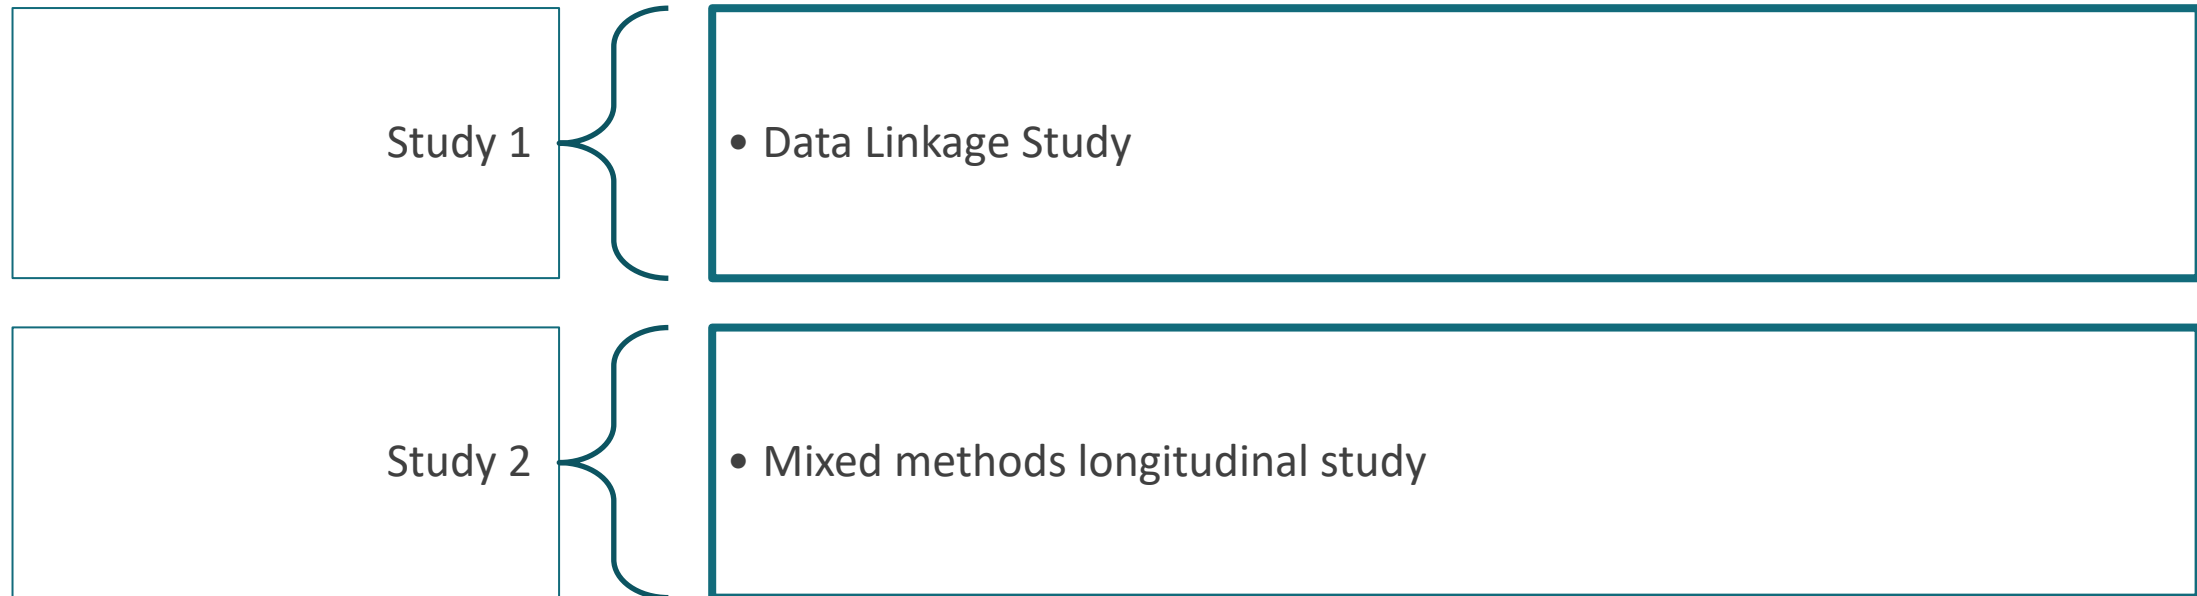 Study 1
• Data Linkage Study
Study 2
• Mixed methods longitudinal study